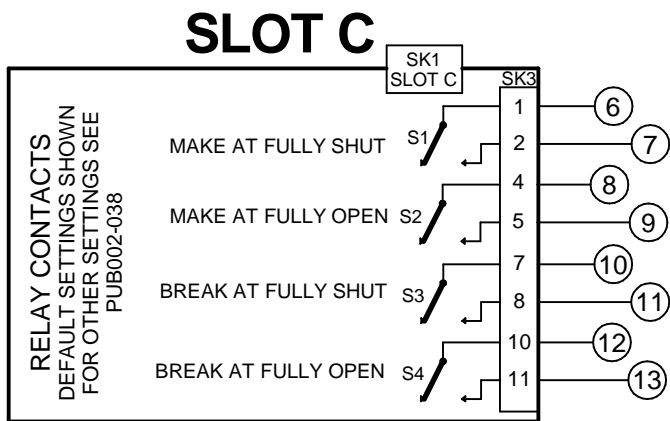 SLOT C
SK1
SLOT C
SK3
RELAY CONTACTS
DEFAULT SETTINGS SHOWN
FOR OTHER SETTINGS SEE
PUB002-038
MAKE AT FULLY SHUT S1 1 6
2 7
MAKE AT FULLY OPEN S2 4 8
5 9
BREAK AT FULLY SHUT S3 7 10
8 11
BREAK AT FULLY OPEN S4 10 12
11 13